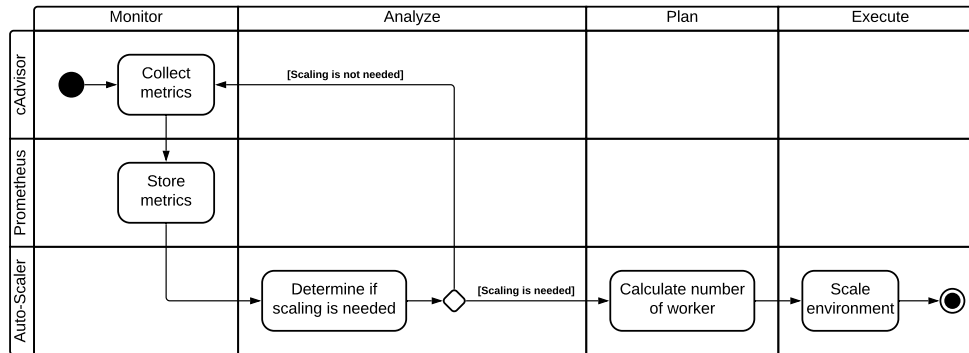 Monitor
Analyze
Plan
Execute
cAdvisor
Collect
metrics
[Scaling is not needed]
Prometheus
Store
metrics
Auto-Scaler
Determine if
scaling is needed
[Scaling is needed]
Calculate number
of worker
Scale
environment